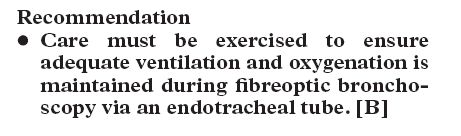 Recommendation
● Care must be exercised to ensure
adequate ventilation and oxygenation is
maintained during fibreoptic broncho-
scopy via an endotracheal tube. [B]